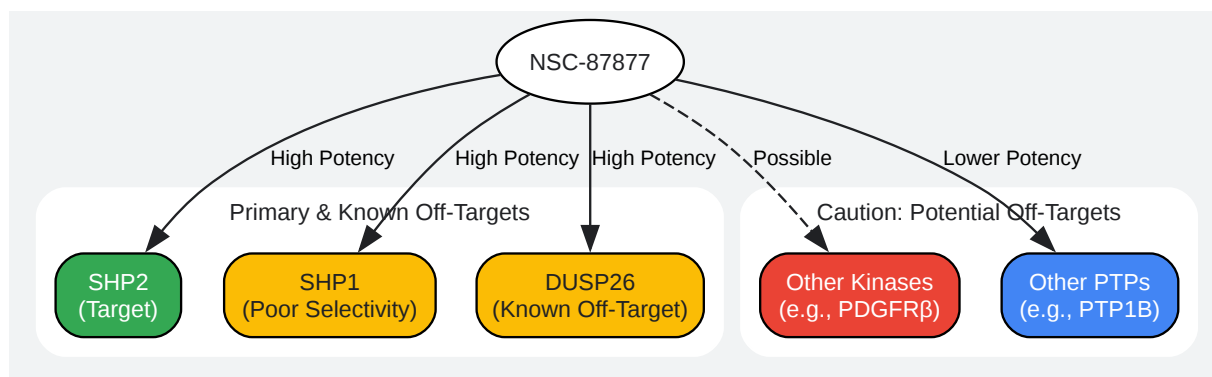 NSC-87877
High Potency
High Potency
High Potency
Possible
Lower Potency
Primary & Known Off-Targets
Caution: Potential Off-Targets
SHP2
(Target)
SHP1
(Poor Selectivity)
DUSP26
(Known Off-Target)
Other Kinases
(e.g., PDGFRβ)
Other PTPs
(e.g., PTP1B)